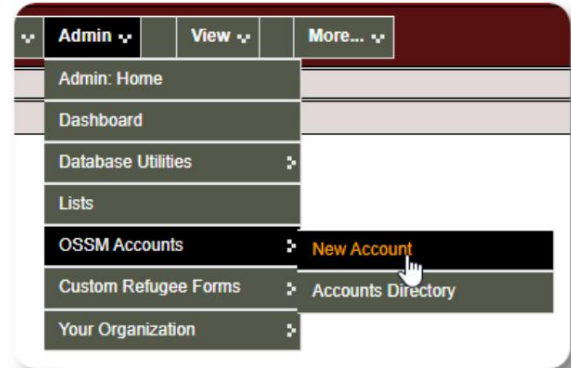 Admin View More...
Admin: Home
Dashboard
Database Utilities
Lists
OSSM Accounts New Account
Custom Refugee Forms Accounts Directory
Your Organization